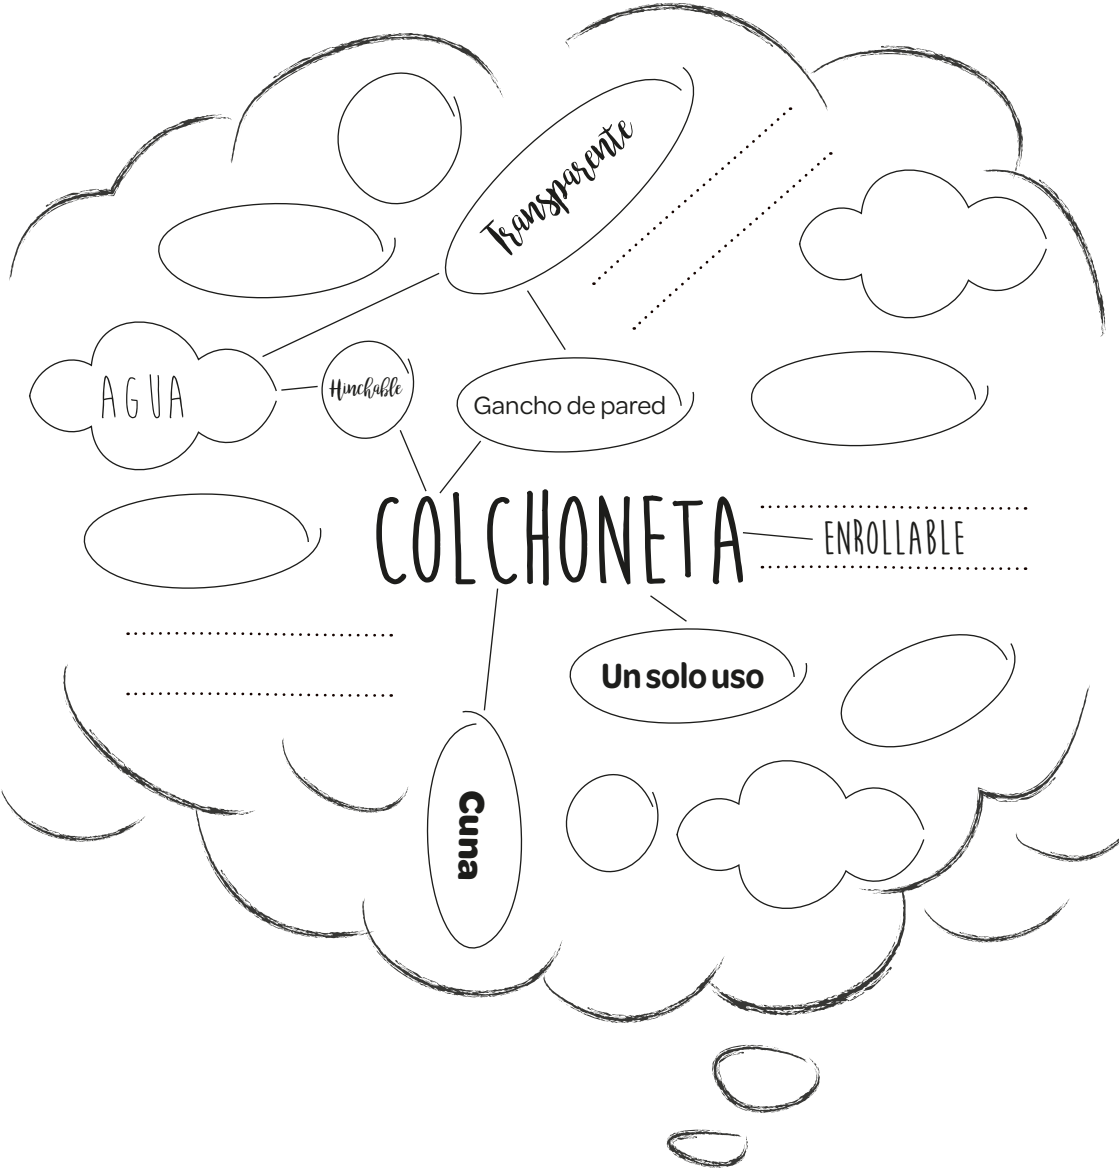 Transparente
AGUA
Hinchable
Gancho de pared
COLCHONETA
ENROLLABLE
Un solo uso
Cuna